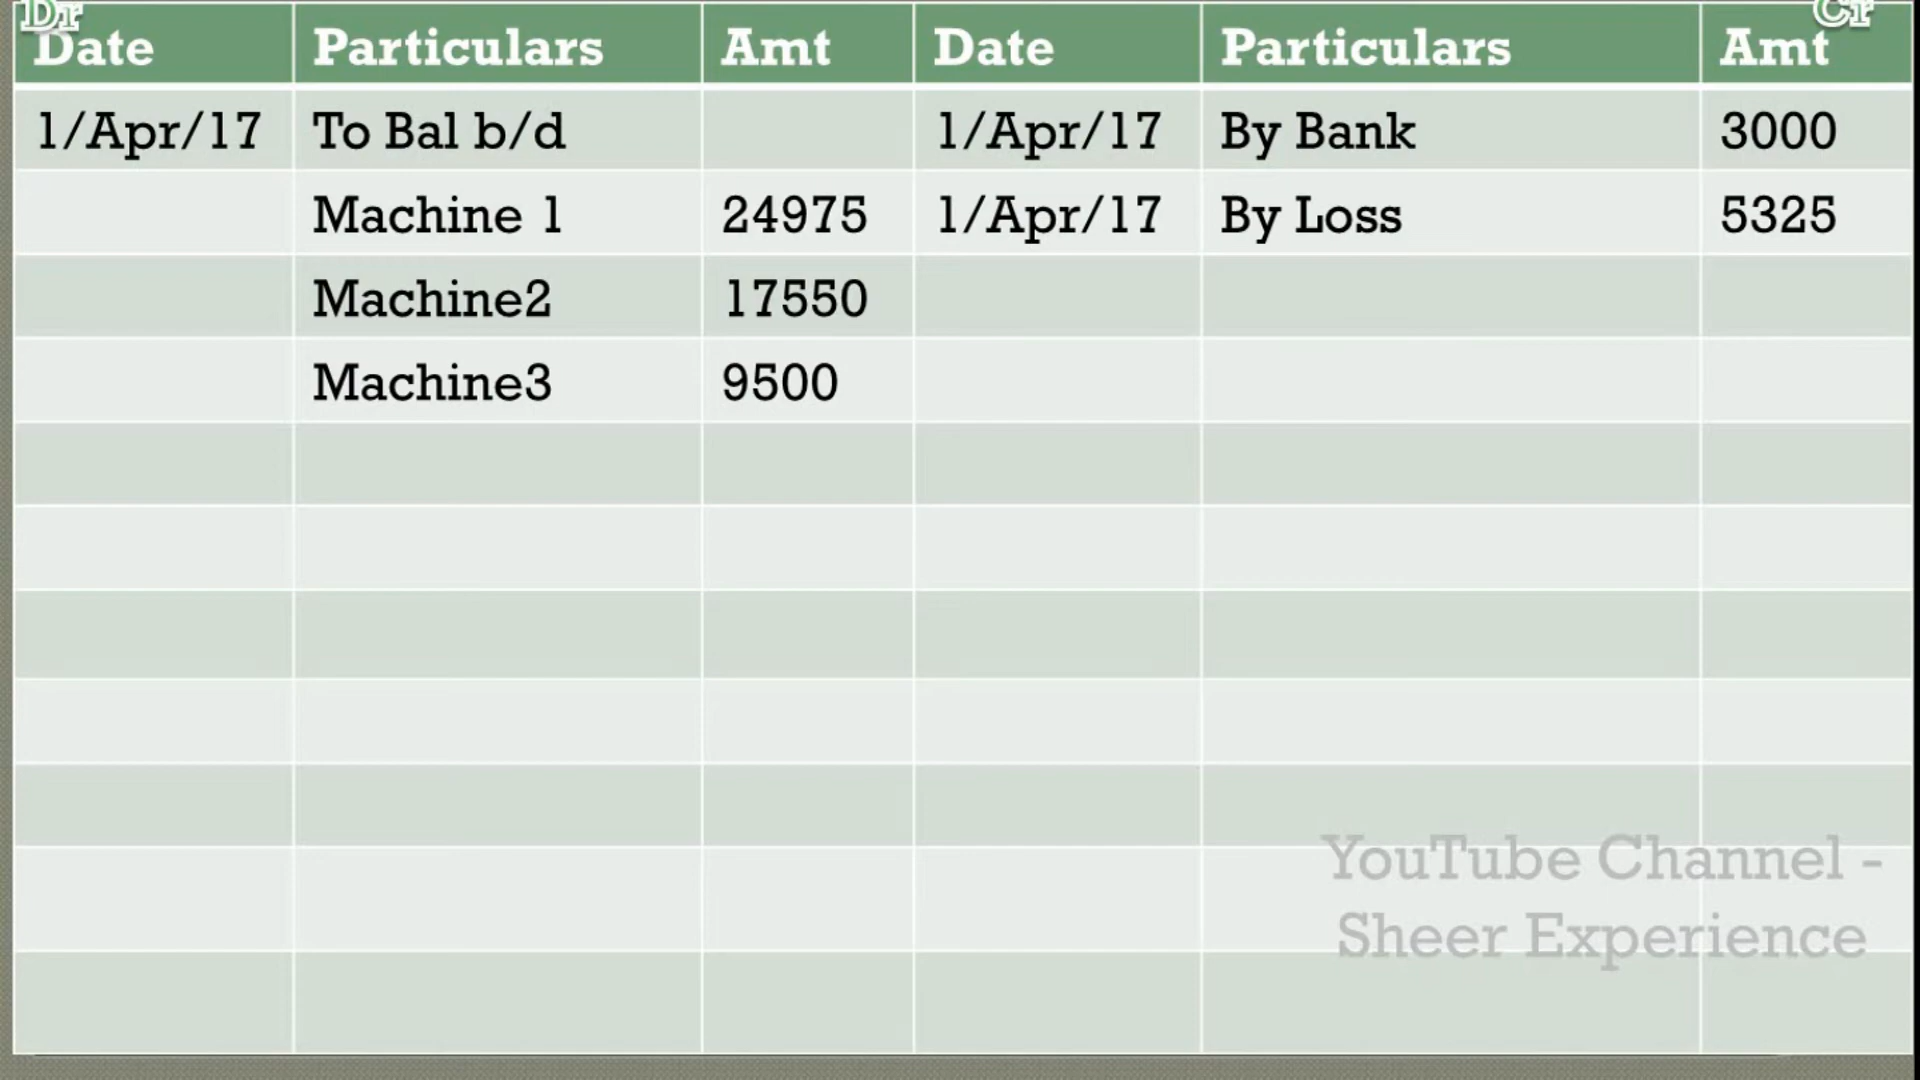 Dr Cr
Date Particulars Amt Date Particulars Amt
1/Apr/17 To Bal b/d 1/Apr/17 By Bank 3000
Machine 1 24975 1/Apr/17 By Loss 5325
Machine2 17550
Machine3 9500
YouTube Channel -
Sheer Experience